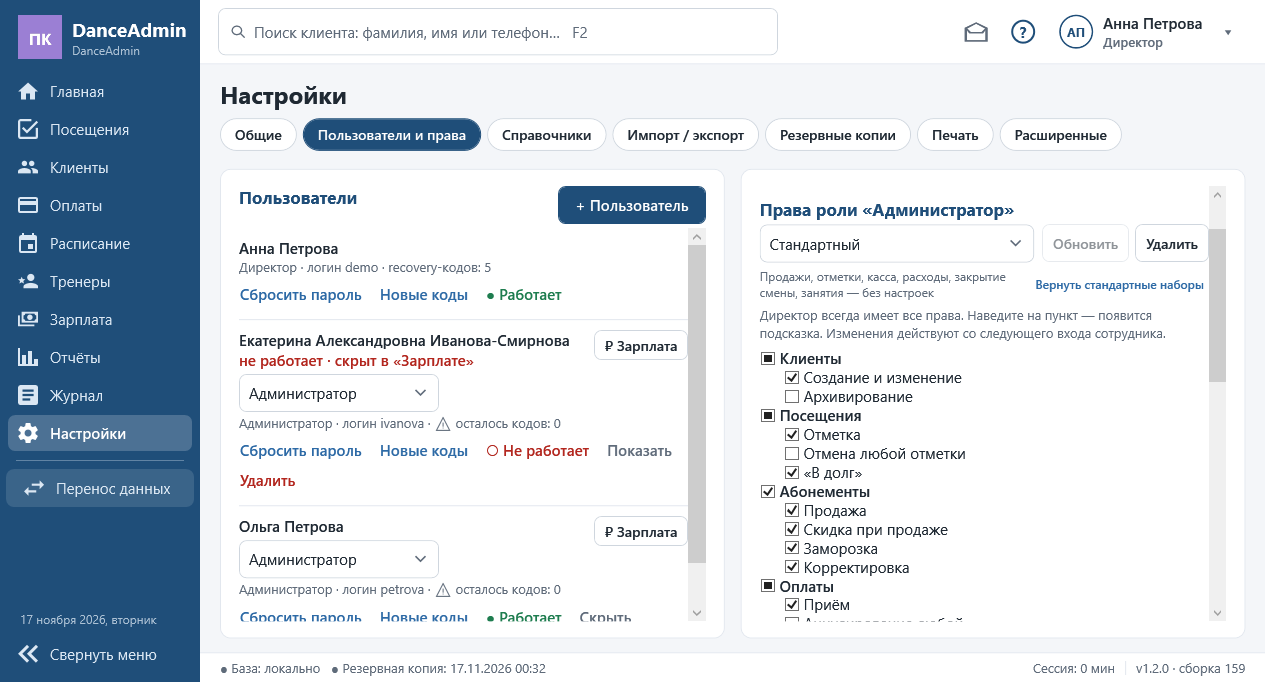 ПК
DanceAdmin
DanceAdmin
Главная
Посещения
Клиенты
Оплаты
Расписание
Тренеры
Зарплата
Отчёты
Журнал
Настройки
Перенос данных
17 ноября 2026, вторник
Свернуть меню
Поиск клиента: фамилия, имя или телефон... F2
?
АП
Анна Петрова
Директор
Настройки
Общие
Пользователи и права
Справочники
Импорт / экспорт
Резервные копии
Печать
Расширенные
Пользователи
+ Пользователь
Анна Петрова
Директор · логин demo · recovery-кодов: 5
Сбросить пароль Новые коды ● Работает
Екатерина Александровна Иванова-Смирнова
₽ Зарплата
не работает · скрыт в «Зарплате»
Администратор
Администратор · логин ivanova · ⚠ осталось кодов: 0
Сбросить пароль Новые коды ○ Не работает Показать
Удалить
Ольга Петрова
₽ Зарплата
Администратор
Администратор · логин petrova · ⚠ осталось кодов: 0
Сбросить пароль Новые коды ● Работает Скрыть
Права роли «Администратор»
Стандартный
Обновить
Удалить
Продажи, отметки, касса, расходы, закрытие
смены, занятия — без настроек
Вернуть стандартные наборы
Директор всегда имеет все права. Наведите на пункт — появится
подсказка. Изменения действуют со следующего входа сотрудника.
Клиенты
Создание и изменение
Архивирование
Посещения
Отметка
Отмена любой отметки
«В долг»
Абонементы
Продажа
Скидка при продаже
Заморозка
Корректировка
Оплаты
Приём
● База: локально ● Резервная копия: 17.11.2026 00:32
Сессия: 0 мин
v1.2.0 · сборка 159